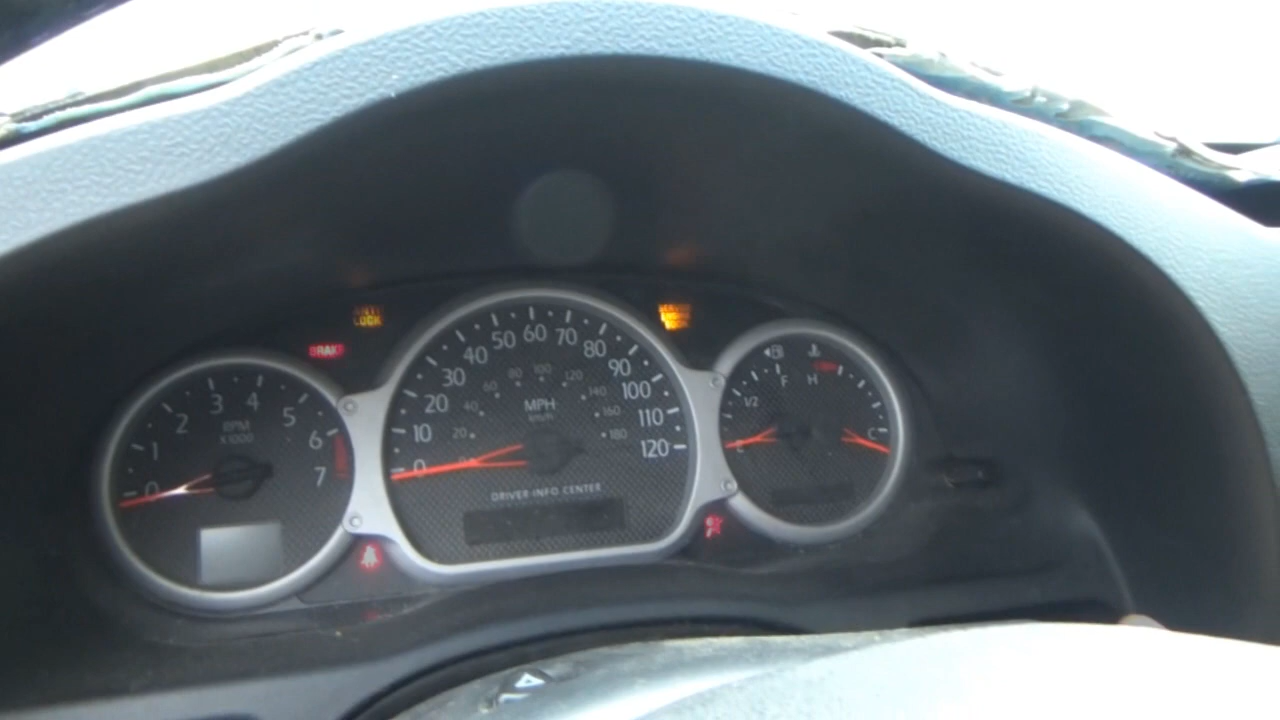 ANTI
LOCK
BRAKE
0 1 2 3 4 5 6 7
RPM
X1000
0 10 20 30 40 50 60 70 80 90 100 110 120
20 40 60 80 100 120 140 160 180
MPH
km/h
DRIVER INFO CENTER
E 1/2 F
H C